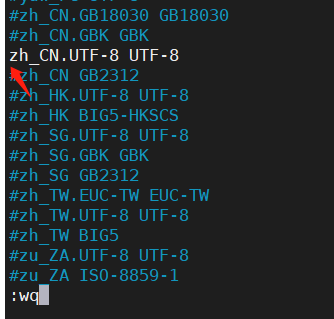 #zh_CN.GB18030 GB18030
#zh_CN.GBK GBK
zh_CN.UTF-8 UTF-8
#zh_CN GB2312
#zh_HK.UTF-8 UTF-8
#zh_HK BIG5-HKSCS
#zh_SG.UTF-8 UTF-8
#zh_SG.GBK GBK
#zh_SG GB2312
#zh_TW.EUC-TW EUC-TW
#zh_TW.UTF-8 UTF-8
#zh_TW BIG5
#zu_ZA.UTF-8 UTF-8
#zu_ZA ISO-8859-1
:wq